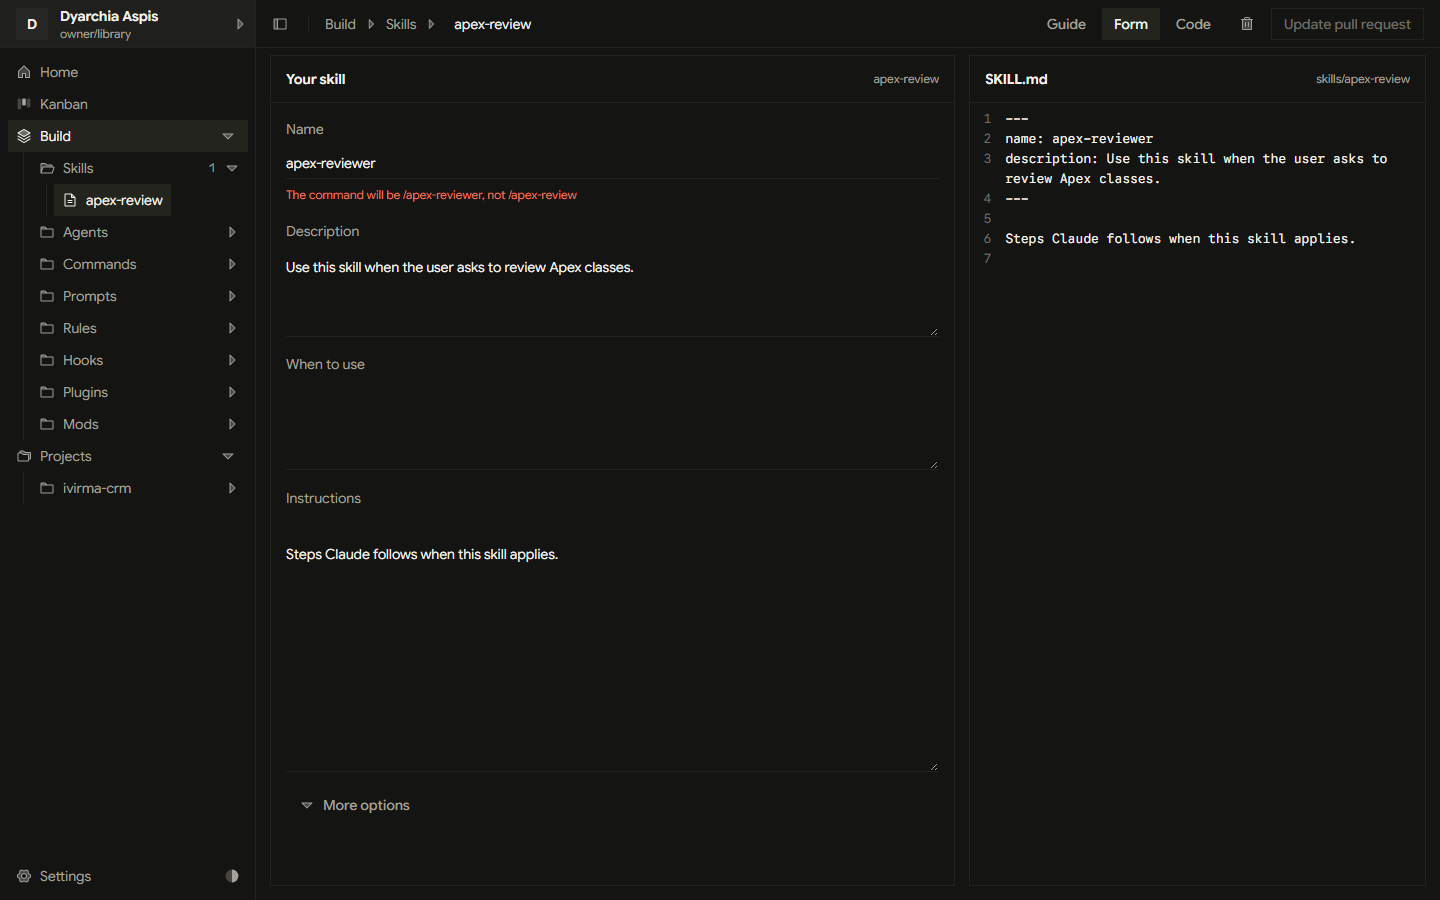 D
Dyarchia Aspis
owner/library
Build
Skills
apex-review
Guide
Form
Code
Update pull request
Home
Kanban
Build
Skills
1
apex-review
Agents
Commands
Prompts
Rules
Hooks
Plugins
Mods
Projects
ivirma-crm
Settings
Your skill
apex-review
Name
apex-reviewer
The command will be /apex-reviewer, not /apex-review
Description
Use this skill when the user asks to review Apex classes.
When to use
Instructions
Steps Claude follows when this skill applies.
More options
SKILL.md
skills/apex-review
1 ---
2 name: apex-reviewer
3 description: Use this skill when the user asks to
review Apex classes.
4 ---
5
6 Steps Claude follows when this skill applies.
7